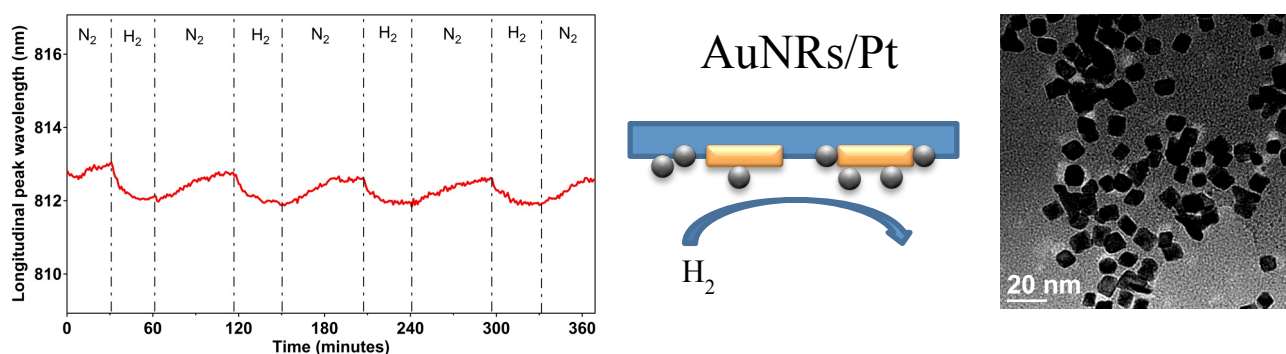 N₂ H₂ N₂ H₂ N₂ H₂ N₂ H₂ N₂
Longitudinal peak wavelength (nm)
816
814
812
810
0 60 120 180 240 300 360
Time (minutes)
AuNRs/Pt
H₂
20 nm